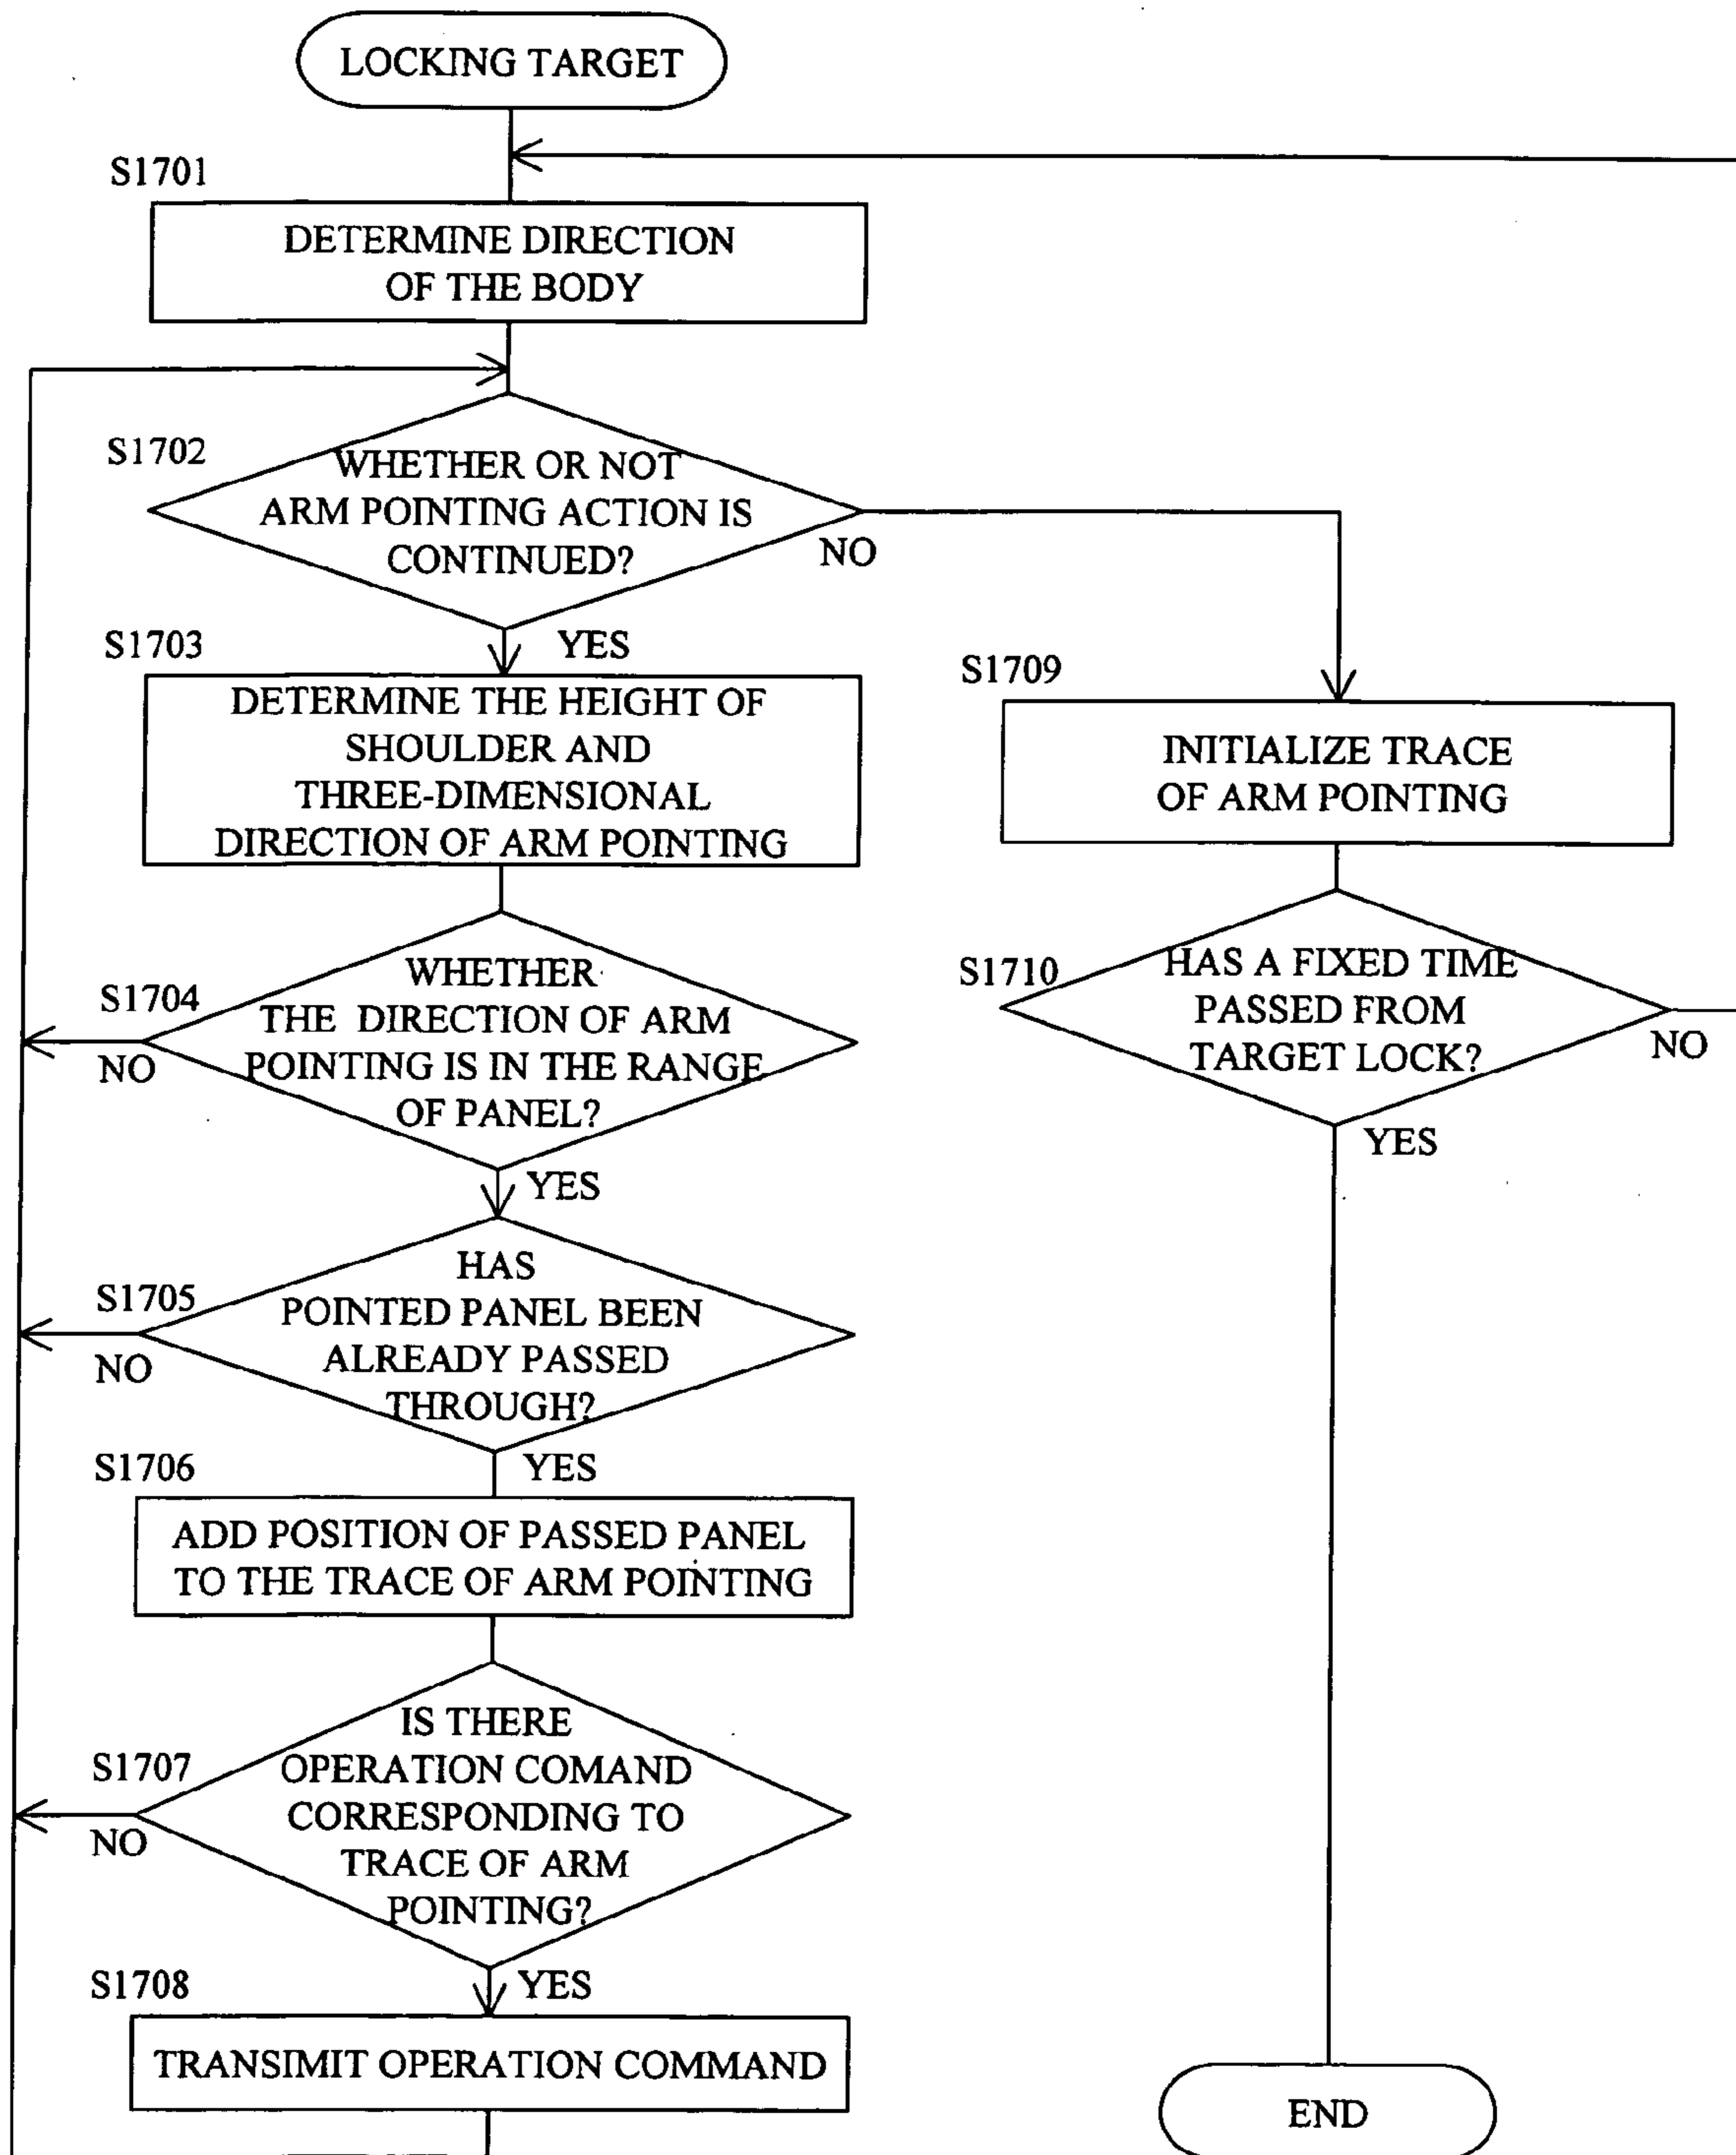 LOCKING TARGET
S1701
DETERMINE DIRECTION
OF THE BODY
S1702
WHETHER OR NOT
ARM POINTING ACTION IS
CONTINUED?
NO
YES
S1703
DETERMINE THE HEIGHT OF
SHOULDER AND
THREE-DIMENSIONAL
DIRECTION OF ARM POINTING
S1704
WHETHER
THE DIRECTION OF ARM
POINTING IS IN THE RANGE
OF PANEL?
NO
YES
S1705
HAS
POINTED PANEL BEEN
ALREADY PASSED
THROUGH?
NO
YES
S1706
ADD POSITION OF PASSED PANEL
TO THE TRACE OF ARM POINTING
S1707
IS THERE
OPERATION COMAND
CORRESPONDING TO
TRACE OF ARM
POINTING?
NO
YES
S1708
TRANSIMIT OPERATION COMMAND
S1709
INITIALIZE TRACE
OF ARM POINTING
S1710
HAS A FIXED TIME
PASSED FROM
TARGET LOCK?
NO
YES
END